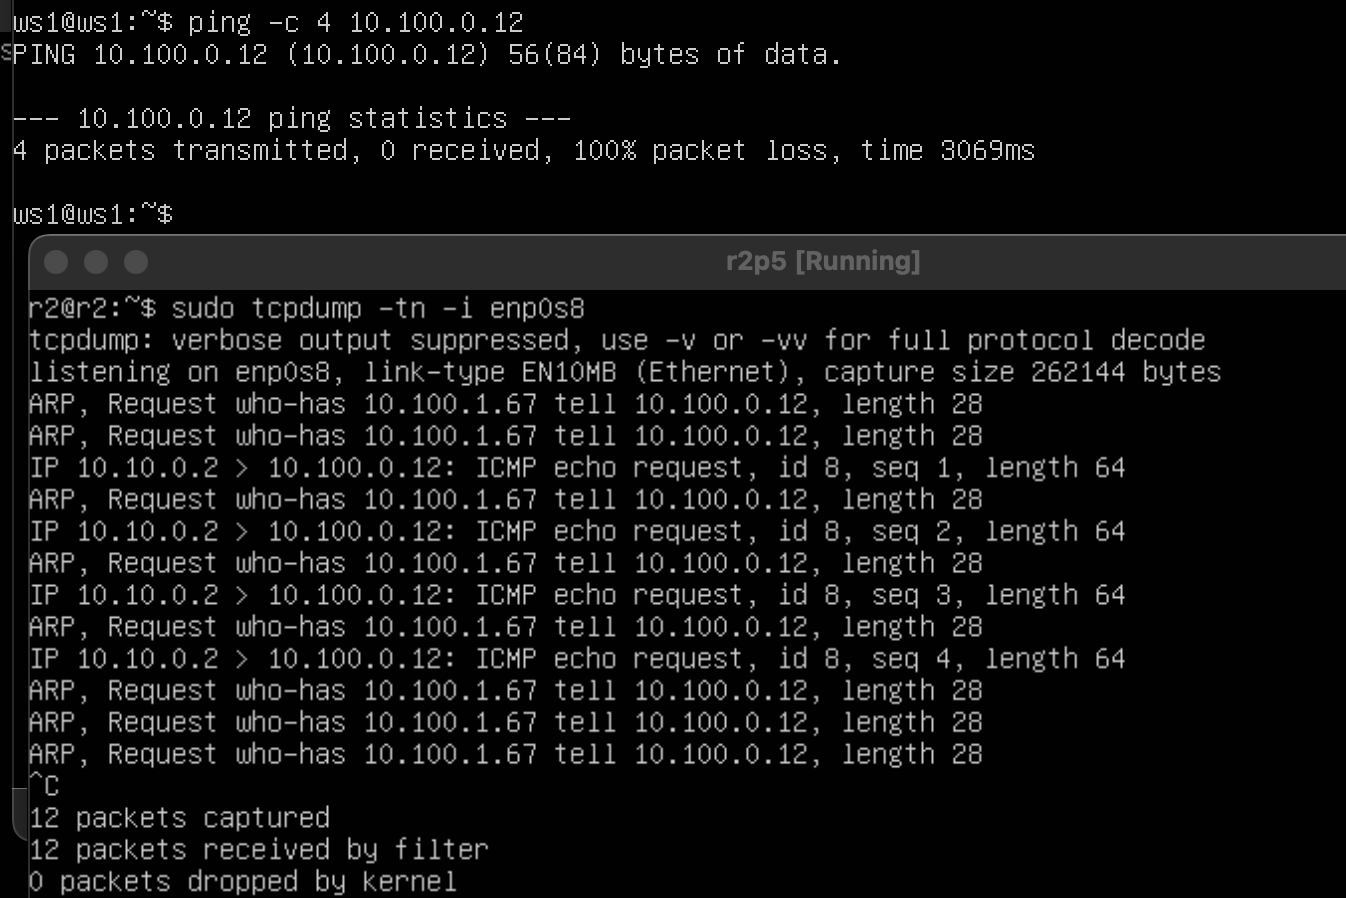 ws1@ws1:~$ ping -c 4 10.100.0.12
PING 10.100.0.12 (10.100.0.12) 56(84) bytes of data.
--- 10.100.0.12 ping statistics ---
4 packets transmitted, 0 received, 100% packet loss, time 3069ms
ws1@ws1:~$
r2p5 [Running]
r2@r2:~$ sudo tcpdump -tn -i enp0s8
tcpdump: verbose output suppressed, use -v or -vv for full protocol decode
listening on enp0s8, link-type EN10MB (Ethernet), capture size 262144 bytes
ARP, Request who-has 10.100.1.67 tell 10.100.0.12, length 28
ARP, Request who-has 10.100.1.67 tell 10.100.0.12, length 28
IP 10.10.0.2 > 10.100.0.12: ICMP echo request, id 8, seq 1, length 64
ARP, Request who-has 10.100.1.67 tell 10.100.0.12, length 28
IP 10.10.0.2 > 10.100.0.12: ICMP echo request, id 8, seq 2, length 64
ARP, Request who-has 10.100.1.67 tell 10.100.0.12, length 28
IP 10.10.0.2 > 10.100.0.12: ICMP echo request, id 8, seq 3, length 64
ARP, Request who-has 10.100.1.67 tell 10.100.0.12, length 28
IP 10.10.0.2 > 10.100.0.12: ICMP echo request, id 8, seq 4, length 64
ARP, Request who-has 10.100.1.67 tell 10.100.0.12, length 28
ARP, Request who-has 10.100.1.67 tell 10.100.0.12, length 28
ARP, Request who-has 10.100.1.67 tell 10.100.0.12, length 28
^C
12 packets captured
12 packets received by filter
0 packets dropped by kernel